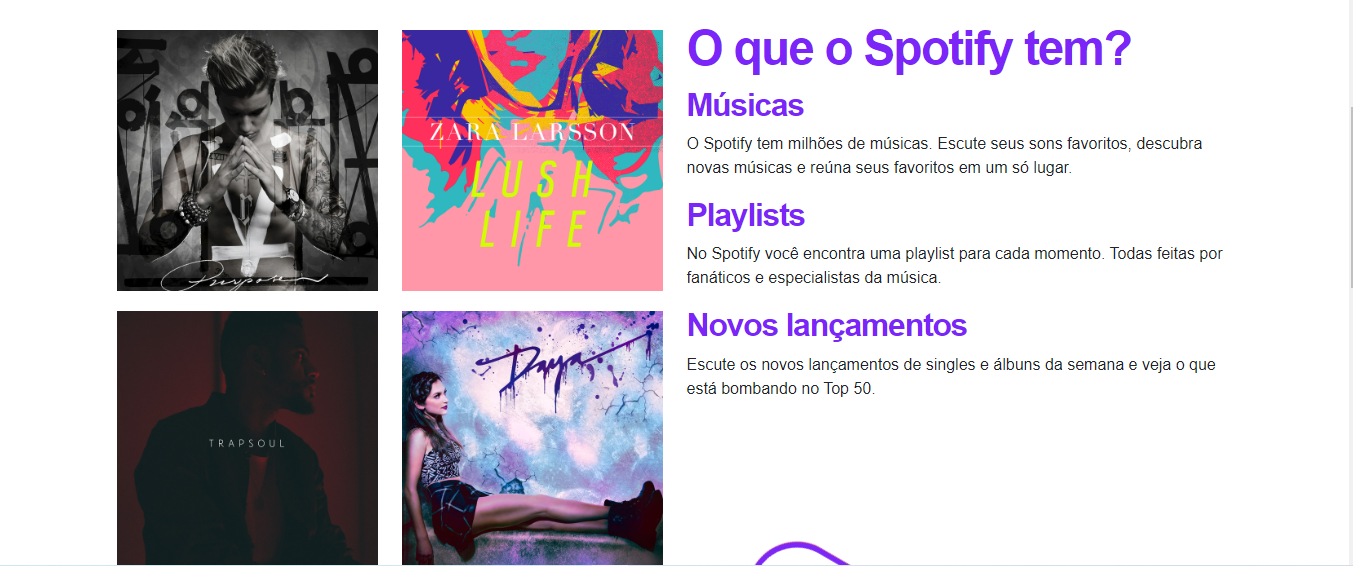 Purpose
ZARA LARSSON
LUSH
LIFE
TRAPSOUL
Daya
O que o Spotify tem?
Músicas
O Spotify tem milhões de músicas. Escute seus sons favoritos, descubra
novas músicas e reúna seus favoritos em um só lugar.
Playlists
No Spotify você encontra uma playlist para cada momento. Todas feitas por
fanáticos e especialistas da música.
Novos lançamentos
Escute os novos lançamentos de singles e álbuns da semana e veja o que
está bombando no Top 50.